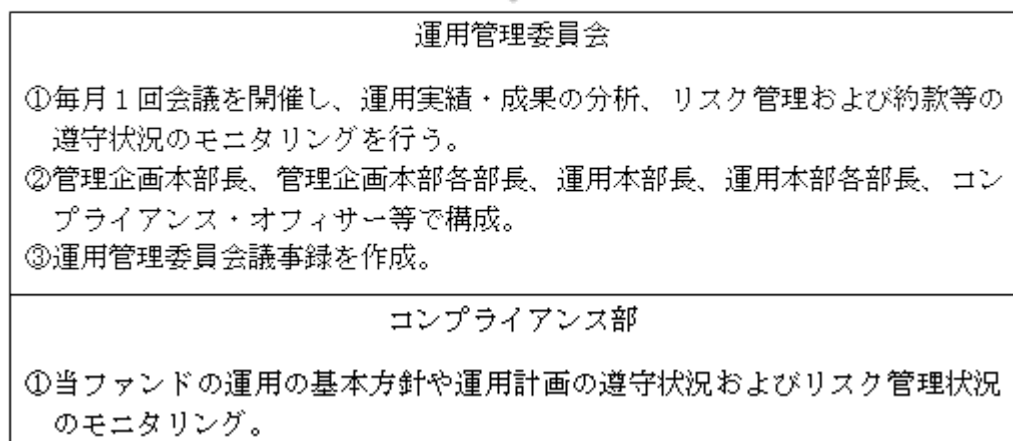 運用管理委員会
①毎月１回会議を開催し、運用実績・成果の分析、リスク管理および約款等の
遵守状況のモニタリングを行う。
②管理企画本部長、管理企画本部各部長、運用本部長、運用本部各部長、コン
プライアンス・オフィサー等で構成。
③運用管理委員会議事録を作成。
コンプライアンス部
①当ファンドの運用の基本方針や運用計画の遵守状況およびリスク管理状況
のモニタリング。